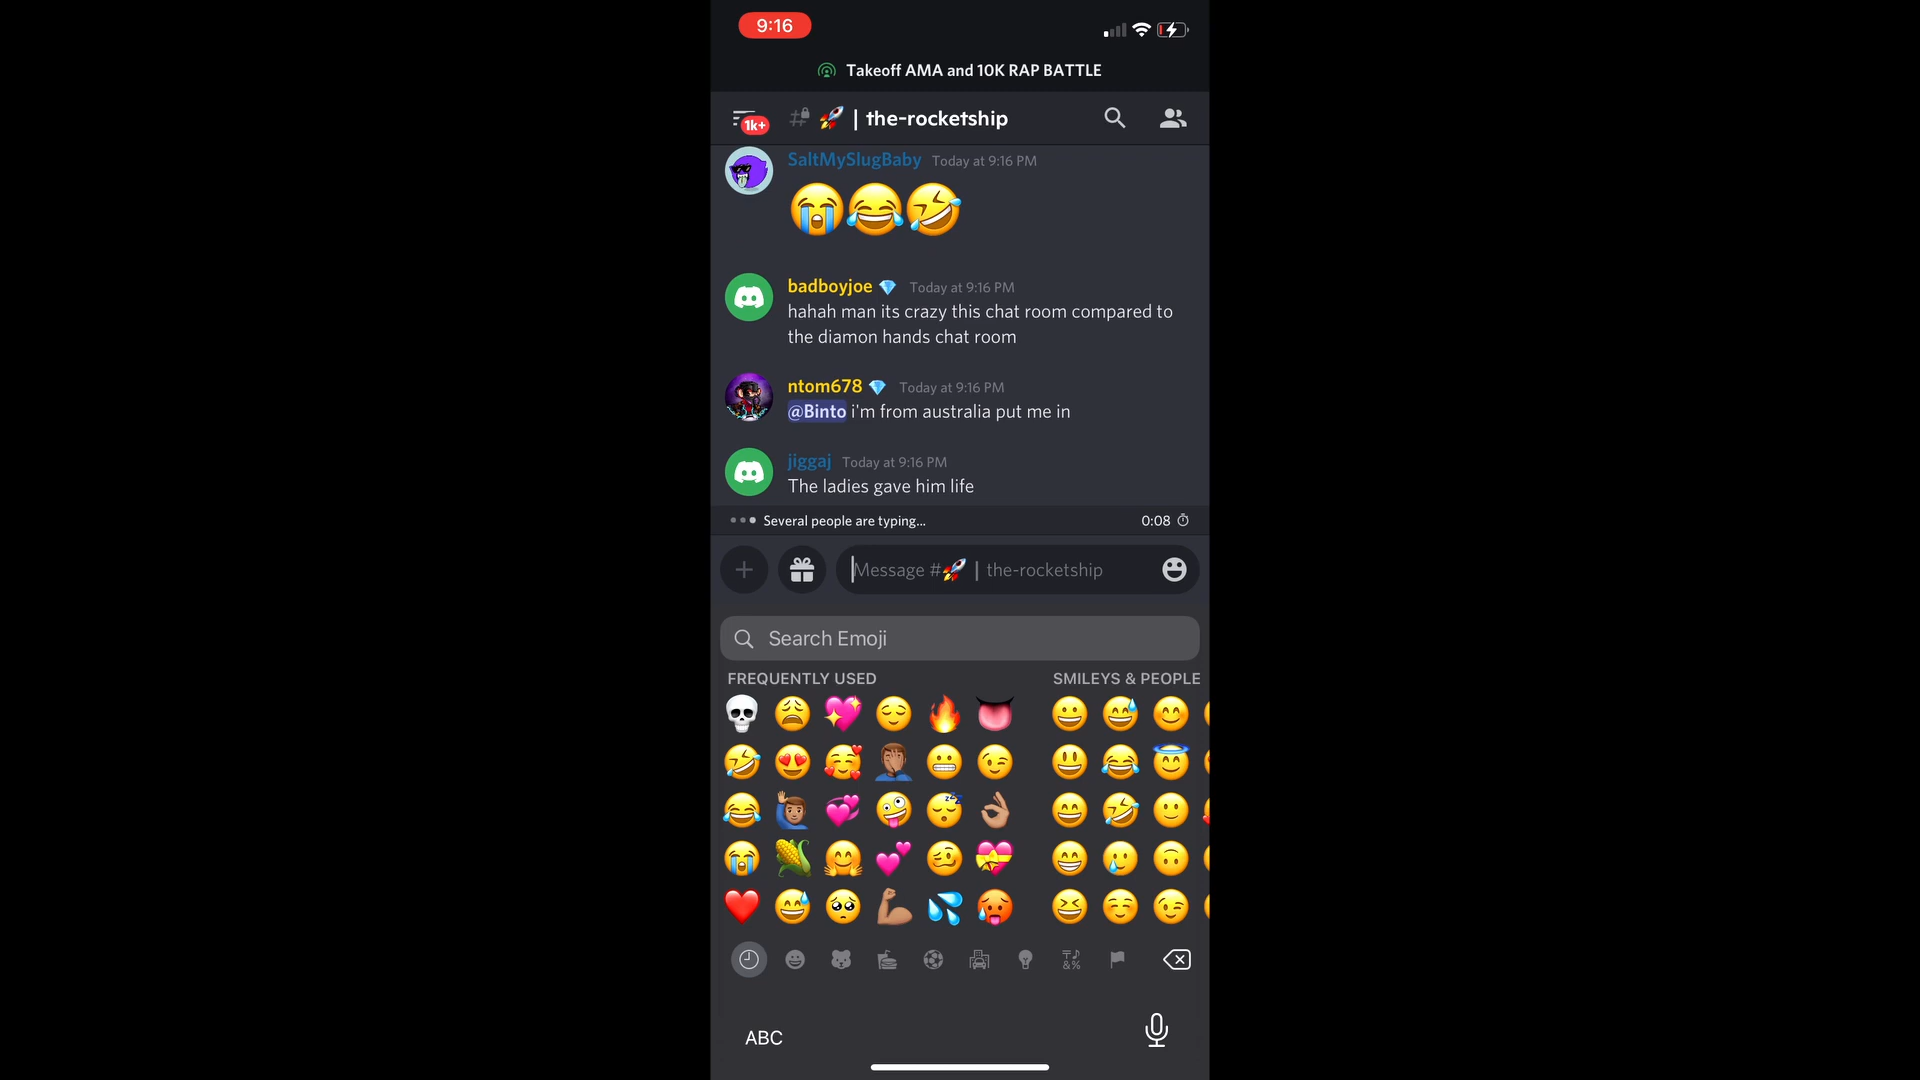 9:16
Takeoff AMA and 10K RAP BATTLE
1k+
# 🚀 | the-rocketship
SaltMySlugBaby Today at 9:16 PM
😭😂🤣
badboyjoe 💎 Today at 9:16 PM
hahah man its crazy this chat room compared to
the diamon hands chat room
ntom678 💎 Today at 9:16 PM
@Binto i'm from australia put me in
jiggaj Today at 9:16 PM
The ladies gave him life
Several people are typing... 0:08
Message #🚀 | the-rocketship
Search Emoji
FREQUENTLY USED SMILEYS & PEOPLE
ABC